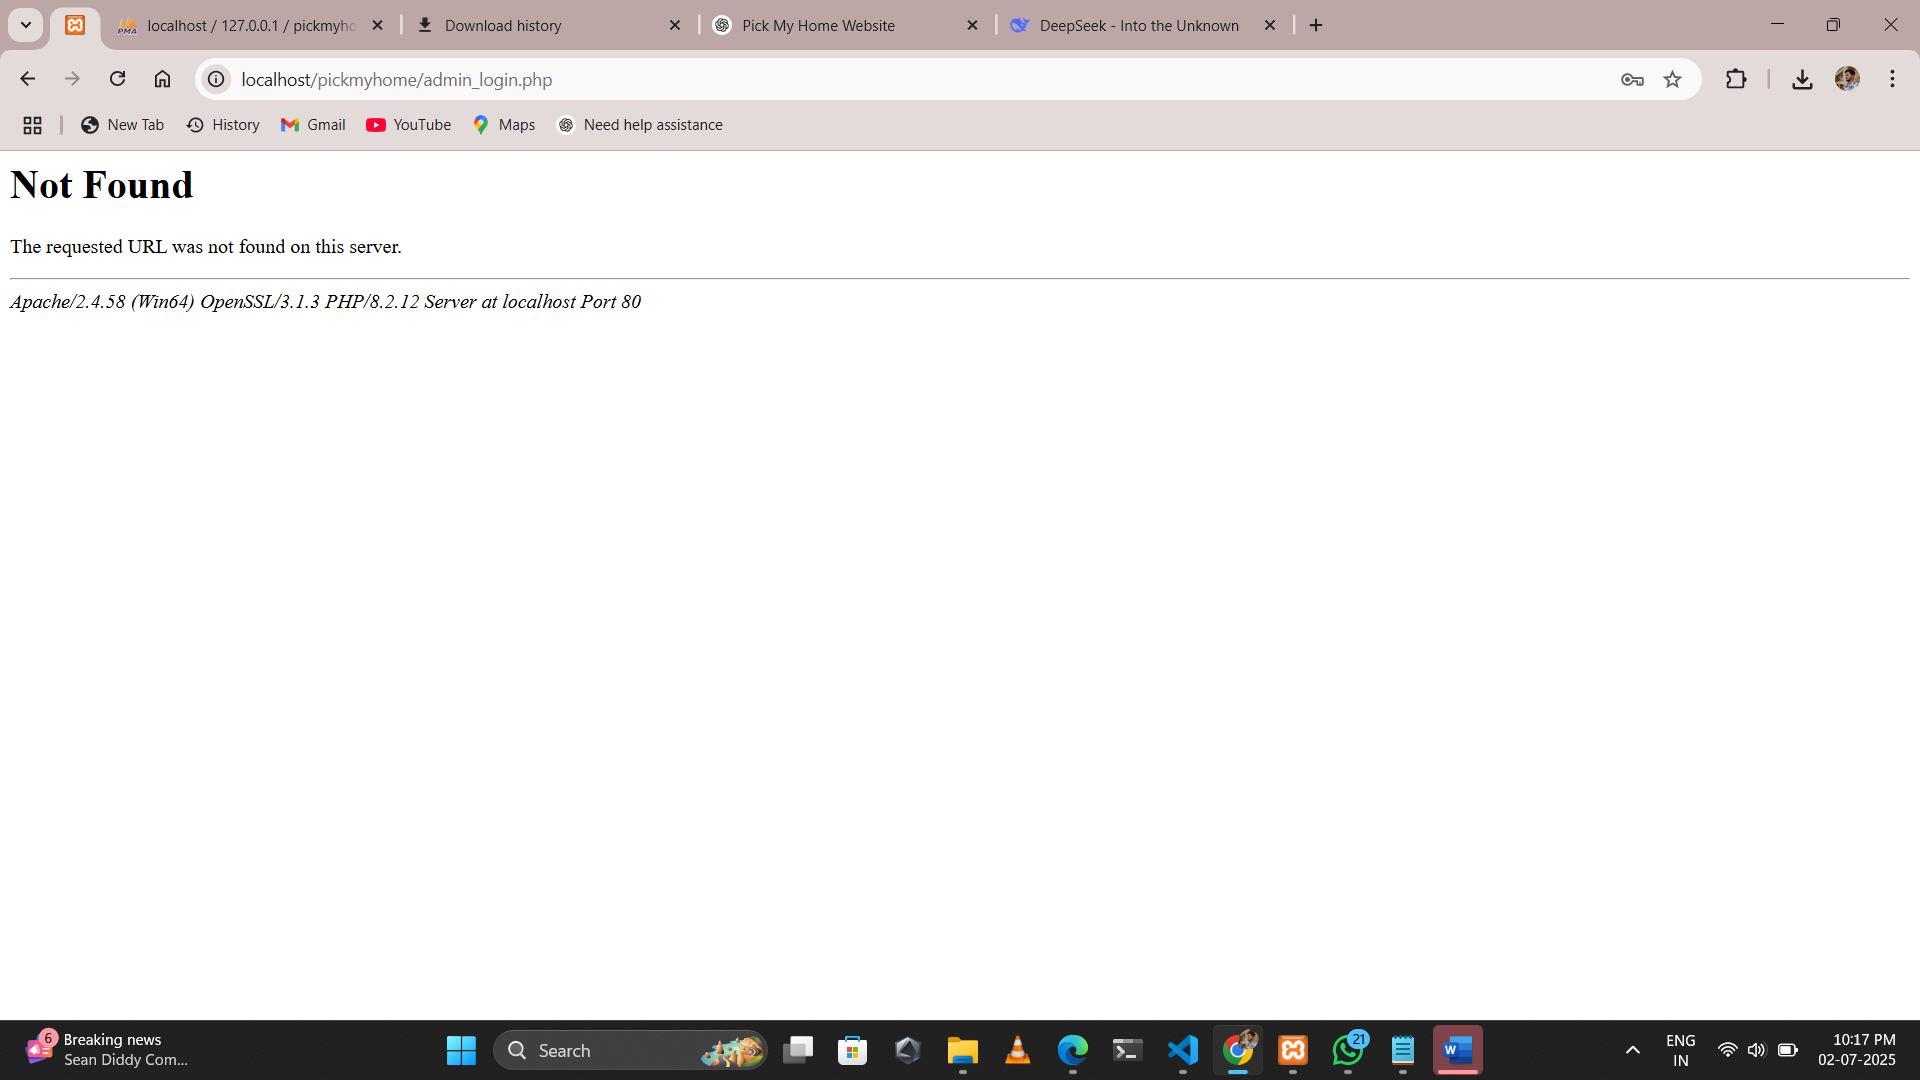 PMA
localhost / 127.0.0.1 / pickmyho
Download history
Pick My Home Website
DeepSeek - Into the Unknown
localhost/pickmyhome/admin_login.php
New Tab
History
Gmail
YouTube
Maps
Need help assistance
Not Found
The requested URL was not found on this server.
Apache/2.4.58 (Win64) OpenSSL/3.1.3 PHP/8.2.12 Server at localhost Port 80
6
Breaking news
Sean Diddy Com...
Search
21
W
ENG
IN
10:17 PM
02-07-2025